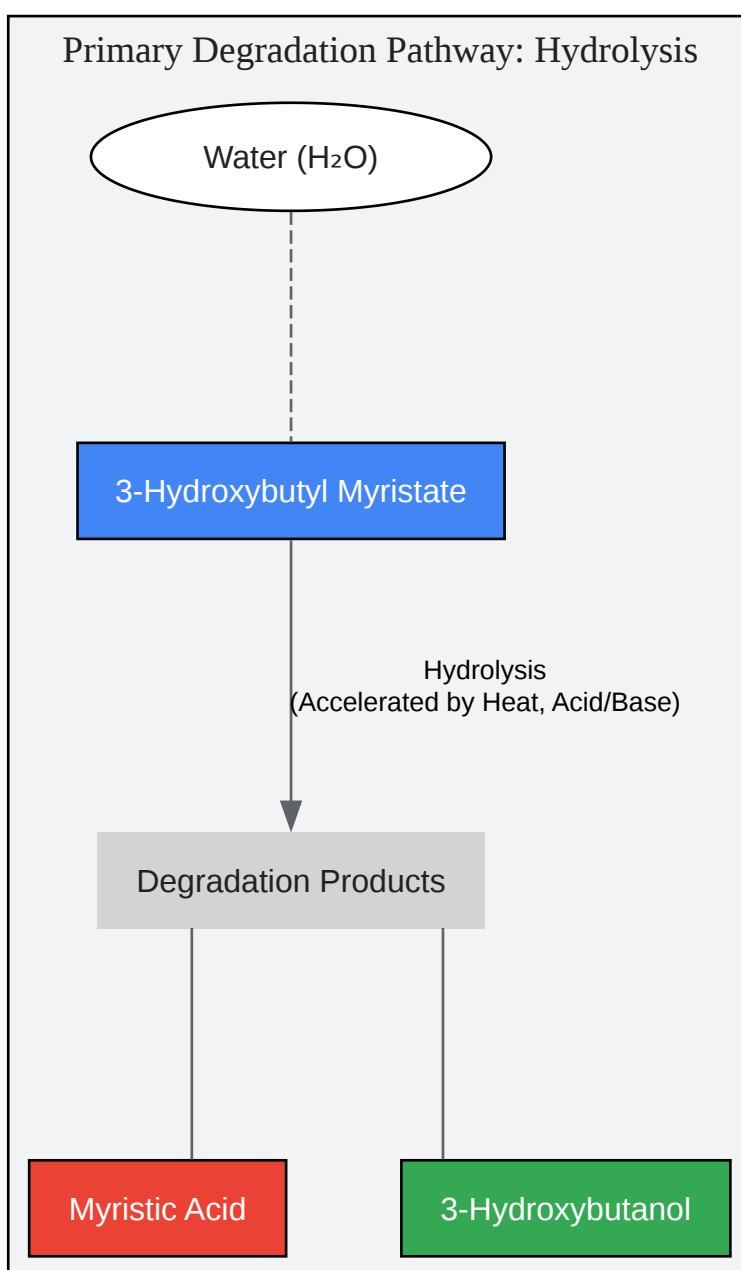 Primary Degradation Pathway: Hydrolysis
Water (H₂O)
3-Hydroxybutyl Myristate
Hydrolysis
(Accelerated by Heat, Acid/Base)
Degradation Products
Myristic Acid
3-Hydroxybutanol